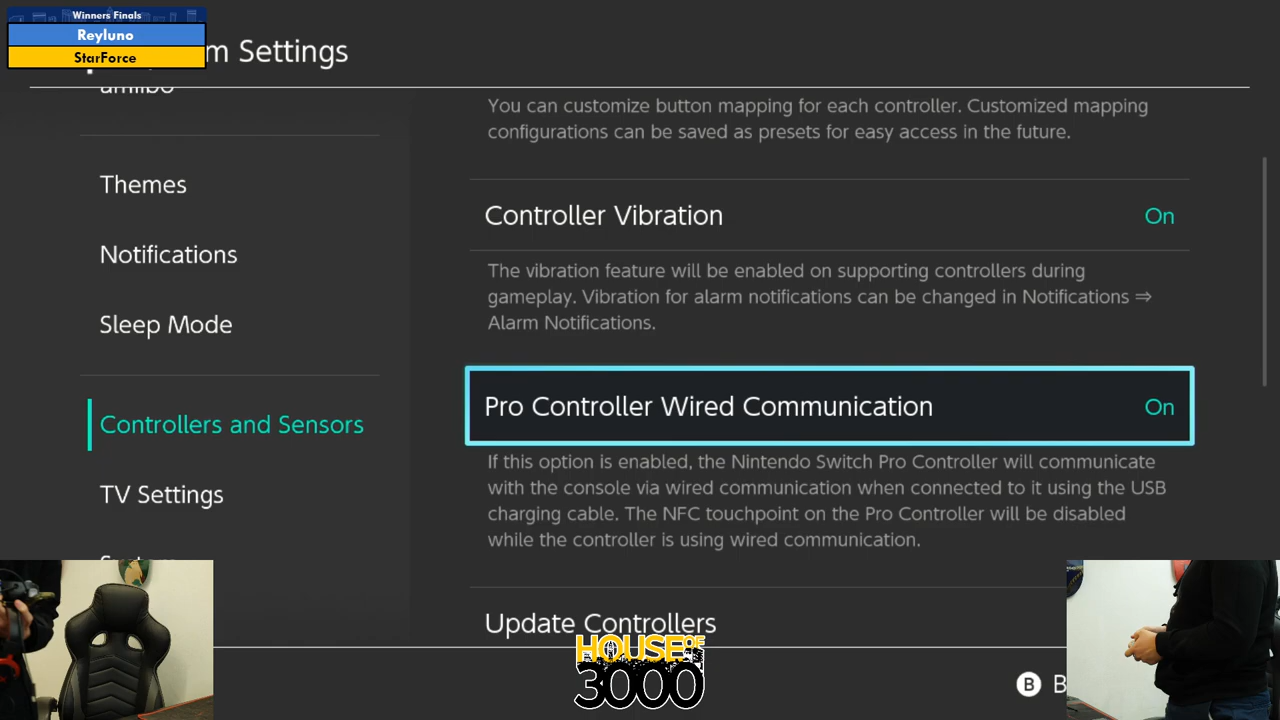 Winners Finals
Reyluno
StarForce
m Settings
amiibo
Themes
Notifications
Sleep Mode
Controllers and Sensors
TV Settings
System
You can customize button mapping for each controller. Customized mapping
configurations can be saved as presets for easy access in the future.
Controller Vibration On
The vibration feature will be enabled on supporting controllers during
gameplay. Vibration for alarm notifications can be changed in Notifications ⇒
Alarm Notifications.
Pro Controller Wired Communication On
If this option is enabled, the Nintendo Switch Pro Controller will communicate
with the console via wired communication when connected to it using the USB
charging cable. The NFC touchpoint on the Pro Controller will be disabled
while the controller is using wired communication.
Update Controllers
HOUSE OF
3000
B B